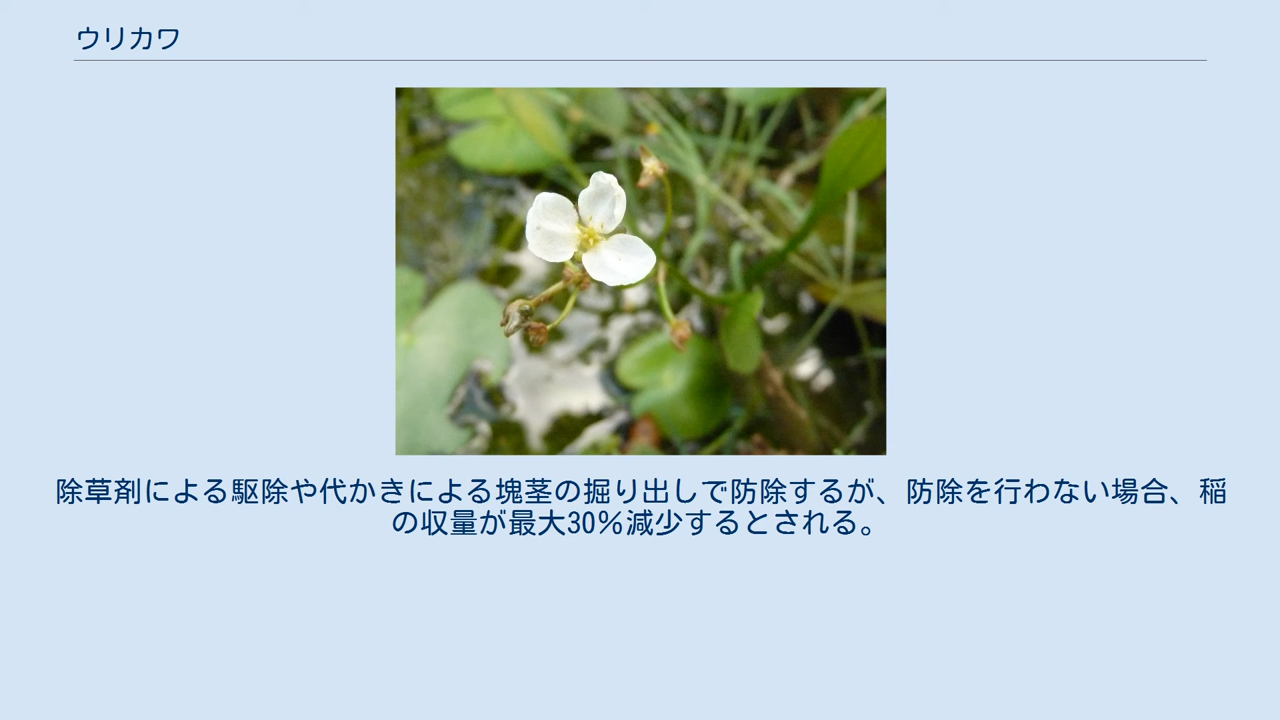 ウリカワ
除草剤による駆除や代かきによる塊茎の掘り出しで防除するが、防除を行わない場合、稲
の収量が最大30%減少するとされる。